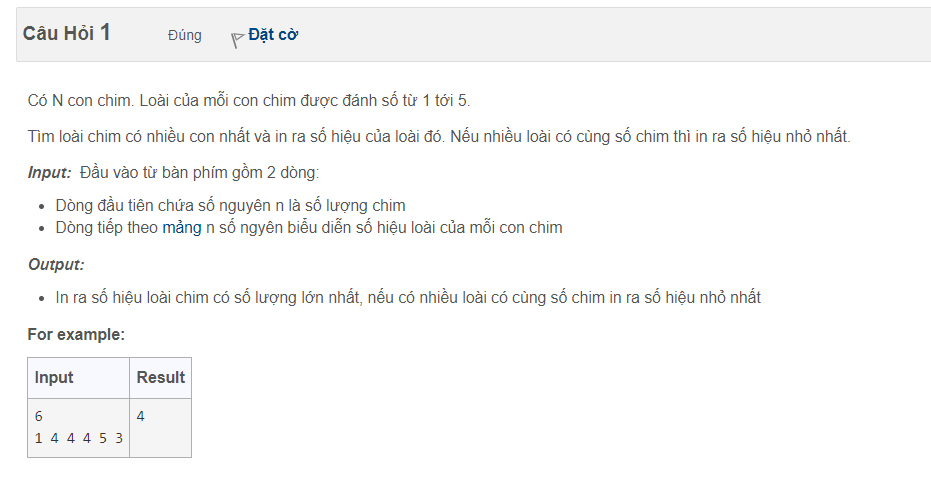 Câu Hỏi 1 Đúng Đặt cờ
Có N con chim. Loài của mỗi con chim được đánh số từ 1 tới 5.
Tìm loài chim có nhiều con nhất và in ra số hiệu của loài đó. Nếu nhiều loài có cùng số chim thì in ra số hiệu nhỏ nhất.
Input: Đầu vào từ bàn phím gồm 2 dòng:
• Dòng đầu tiên chứa số nguyên n là số lượng chim
• Dòng tiếp theo mảng n số ngyên biểu diễn số hiệu loài của mỗi con chim
Output:
• In ra số hiệu loài chim có số lượng lớn nhất, nếu có nhiều loài có cùng số chim in ra số hiệu nhỏ nhất
For example:
Input Result
6 4
1 4 4 4 5 3